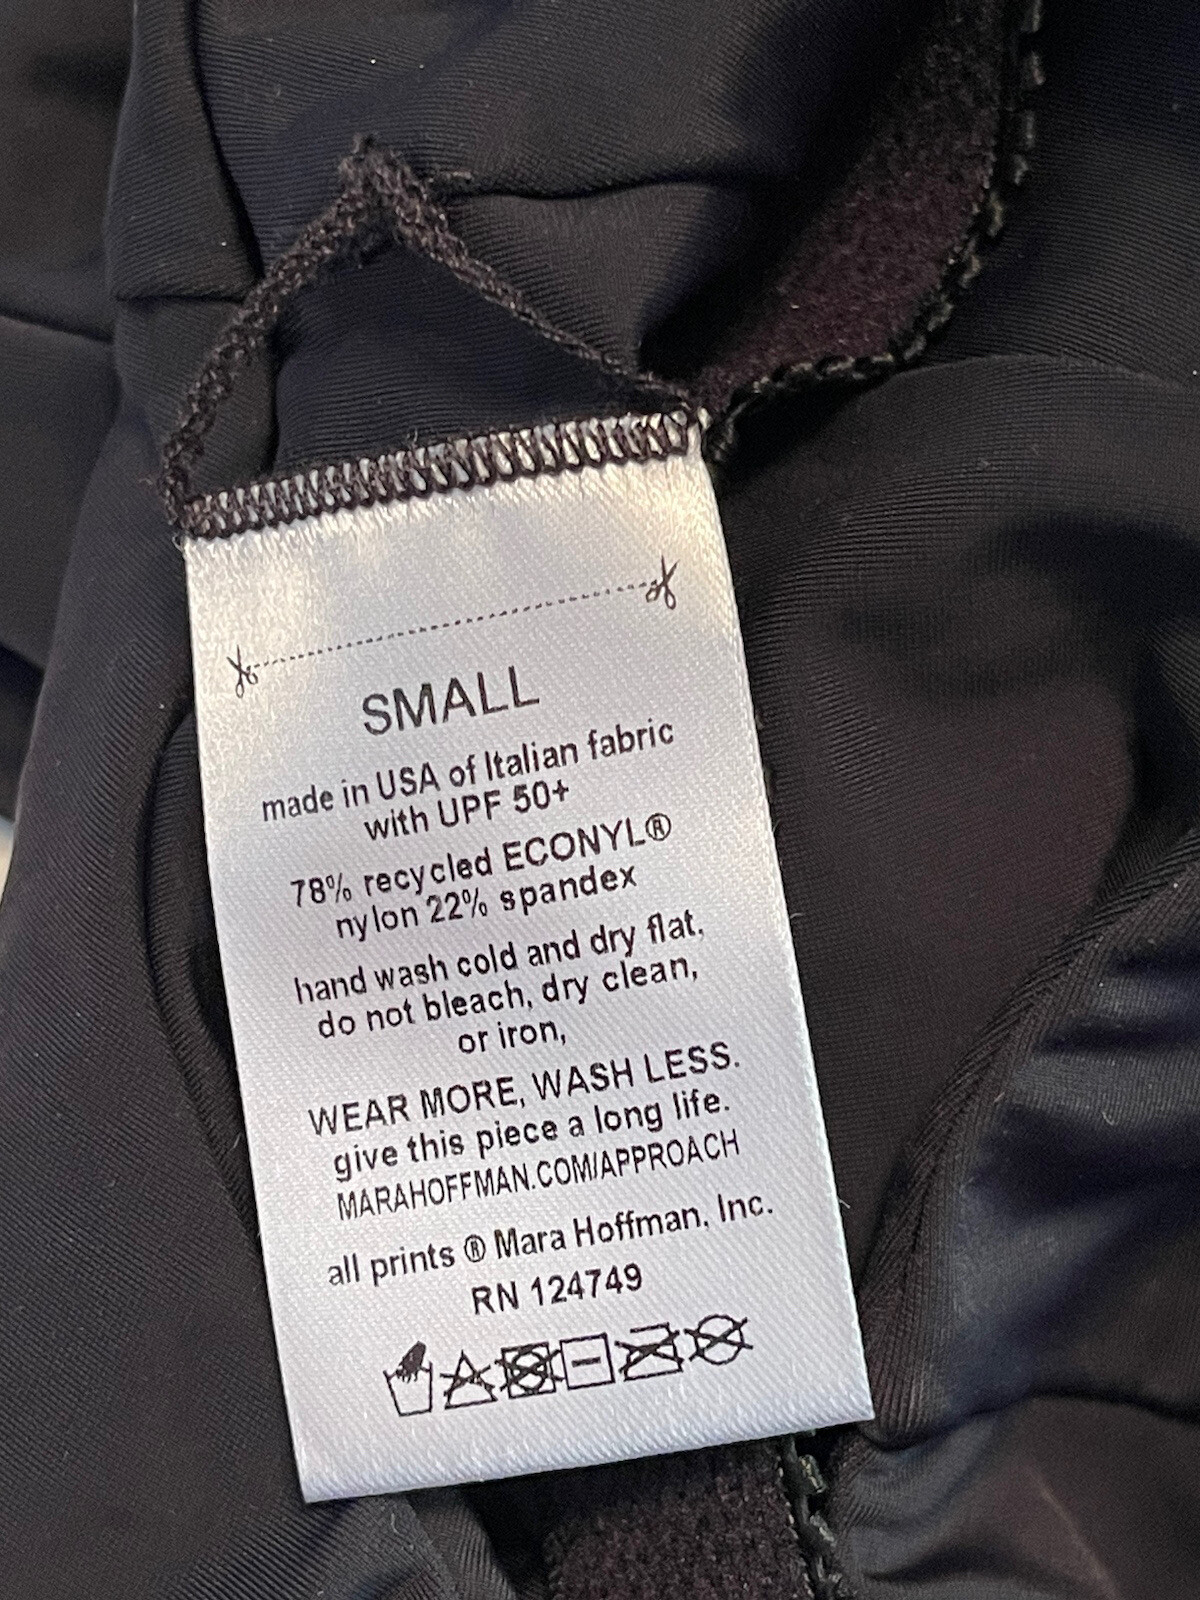 SMALL
made in USA of Italian fabric
with UPF 50+
78% recycled ECONYL®
nylon 22% spandex
hand wash cold and dry flat,
do not bleach, dry clean,
or iron,
WEAR MORE, WASH LESS.
give this piece a long life.
MARAHOFFMAN.COM/APPROACH
all prints ® Mara Hoffman, Inc.
RN 124749